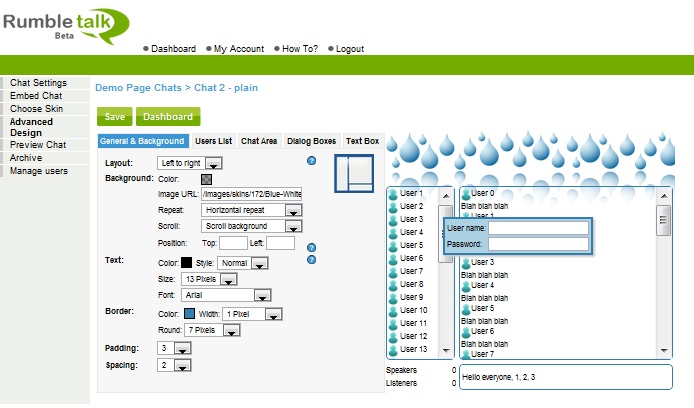 Rumble talk
Beta
Dashboard My Account How To? Logout
Chat Settings
Embed Chat
Choose Skin
Advanced
Design
Preview Chat
Archive
Manage users
Demo Page Chats > Chat 2 - plain
Save Dashboard
General & Background Users List Chat Area Dialog Boxes Text Box
Layout: Left to right ?
Background: Color:
Image URL: /images/skins/172/Blue-White
Repeat: Horizontal repeat
Scroll: Scroll background
Position: Top: Left: ?
Text: Color: Style: Normal ?
Size: 13 Pixels
Font: Arial
Border: Color: Width: 1 Pixel
Round: 7 Pixels
Padding: 3
Spacing: 2
User 1
User 2
User 3
User 4
User 5
User 6
User 7
User 8
User 9
User 10
User 11
User 12
User 13
User 0
Blah blah blah
User 1
User name:
Password:
User 3
Blah blah blah
User 4
Blah blah blah
User 5
Blah blah blah
User 6
Blah blah blah
User 7
Speakers 0
Listeners 0
Hello everyone, 1, 2, 3